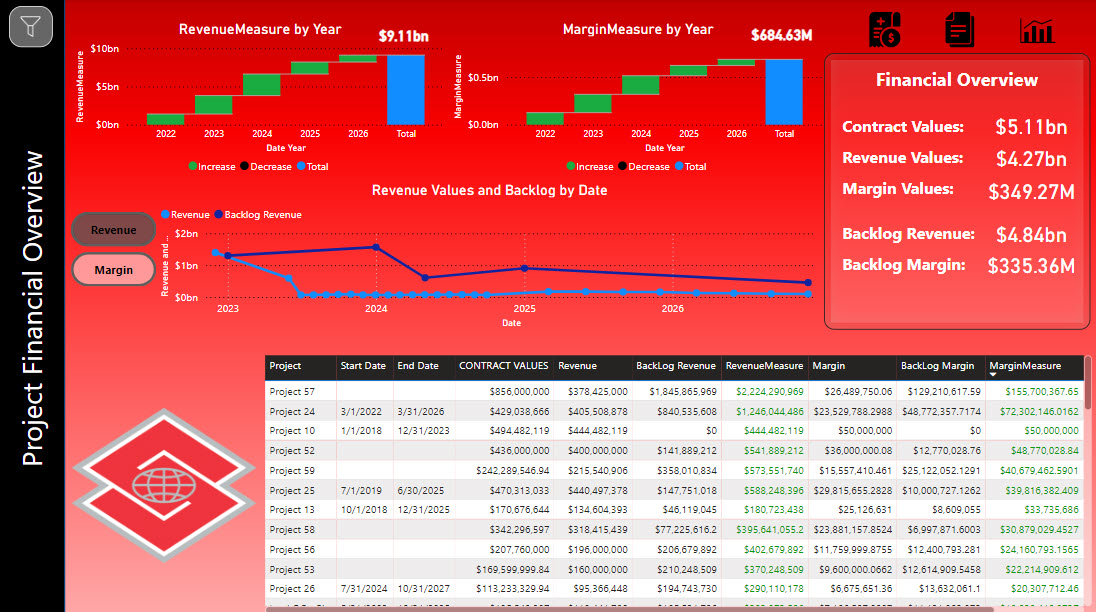 Project Financial Overview
RevenueMeasure by Year
$9.11bn
RevenueMeasure
$10bn
$5bn
$0bn
2022 2023 2024 2025 2026 Total
Date Year
Increase Decrease Total
MarginMeasure by Year
$684.63M
MarginMeasure
$0.5bn
$0.0bn
2022 2023 2024 2025 2026 Total
Date Year
Increase Decrease Total
Financial Overview
Contract Values: $5.11bn
Revenue Values: $4.27bn
Margin Values: $349.27M
Backlog Revenue: $4.84bn
Backlog Margin: $335.36M
Revenue
Margin
Revenue Values and Backlog by Date
Revenue Backlog Revenue
Revenue and ...
$2bn
$1bn
$0bn
2023 2024 2025 2026
Date
Project Start Date End Date CONTRACT VALUES Revenue BackLog Revenue RevenueMeasure Margin BackLog Margin MarginMeasure
Project 57 $856,000,000 $378,425,000 $1,845,865,969 $2,224,290,969 $26,489,750.06 $129,210,617.59 $155,700,367.65
Project 24 3/1/2022 3/31/2026 $429,038,666 $405,508,878 $840,535,608 $1,246,044,486 $23,529,788.2988 $48,772,357.7174 $72,302,146.0162
Project 10 1/1/2018 12/31/2023 $494,482,119 $444,482,119 $0 $444,482,119 $50,000,000 $0 $50,000,000
Project 52 $436,000,000 $400,000,000 $141,889,212 $541,889,212 $36,000,000.08 $12,770,028.76 $48,770,028.84
Project 59 $242,289,546.94 $215,540,906 $358,010,834 $573,551,740 $15,557,410.461 $25,122,052.1291 $40,679,462.5901
Project 25 7/1/2019 6/30/2025 $470,313,033 $440,497,378 $147,751,018 $588,248,396 $29,815,655.2828 $10,000,727.1262 $39,816,382.409
Project 13 10/1/2018 12/31/2025 $170,676,644 $134,604,393 $46,119,045 $180,723,438 $25,126,631 $8,609,055 $33,735,686
Project 58 $342,296,597 $318,415,439 $77,225,616.2 $395,641,055.2 $23,881,157.8524 $6,997,871.6003 $30,879,029.4527
Project 56 $207,760,000 $196,000,000 $206,679,892 $402,679,892 $11,759,999.8755 $12,400,793.281 $24,160,793.1565
Project 53 $169,599,999.84 $160,000,000 $210,248,509 $370,248,509 $9,600,000.0662 $12,614,909.5458 $22,214,909.612
Project 26 7/31/2024 10/31/2027 $113,233,329.94 $95,366,448 $194,743,730 $290,110,178 $6,675,651.36 $13,632,061.1 $20,307,712.46